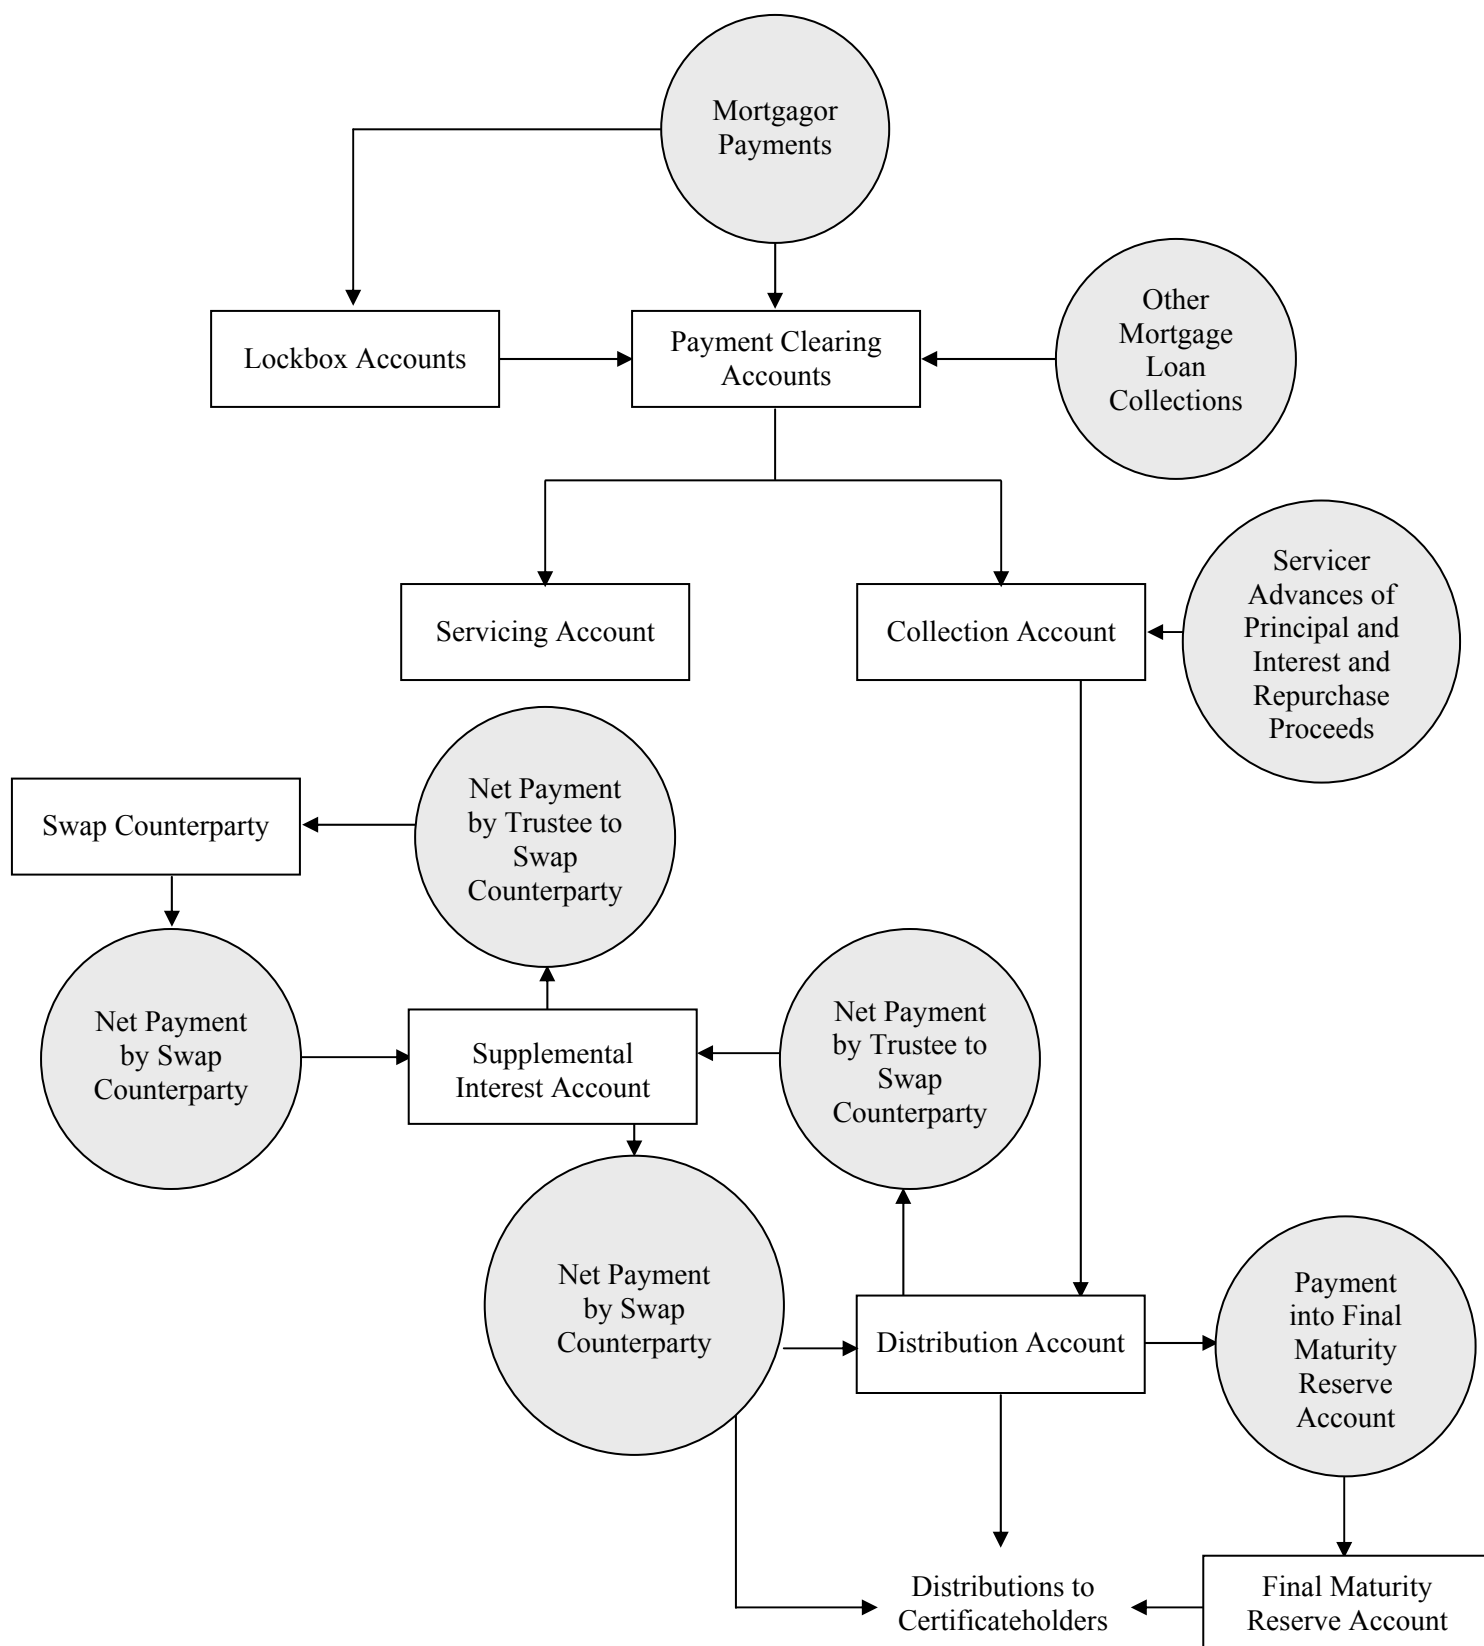 Mortgagor
Payments
Lockbox Accounts
Payment Clearing
Accounts
Other
Mortgage
Loan
Collections
Servicing Account
Collection Account
Servicer
Advances of
Principal and
Interest and
Repurchase
Proceeds
Swap Counterparty
Net Payment
by Trustee to
Swap
Counterparty
Net Payment
by Swap
Counterparty
Supplemental
Interest Account
Net Payment
by Trustee to
Swap
Counterparty
Net Payment
by Swap
Counterparty
Distribution Account
Payment
into Final
Maturity
Reserve
Account
Distributions to
Certificateholders
Final Maturity
Reserve Account